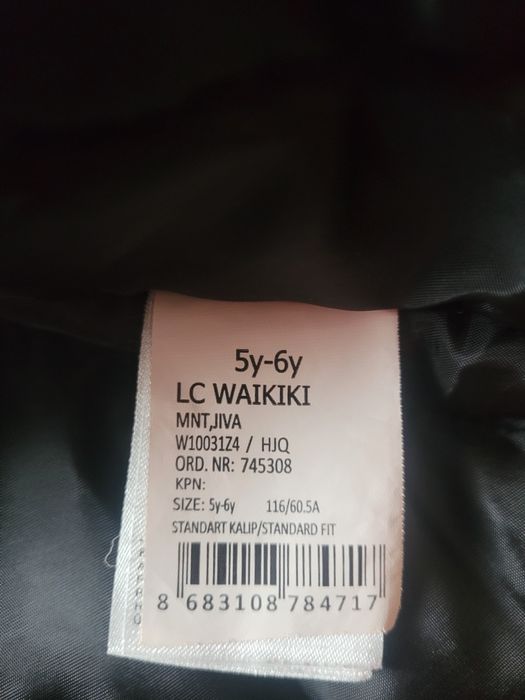 5y-6y
LC WAIKIKI
MNT,JIVA
W10031Z4 / HJQ
ORD. NR: 745308
KPN:
SIZE: 5y-6y 116/60.5A
STANDART KALIP/STANDARD FIT
8 683108 784717